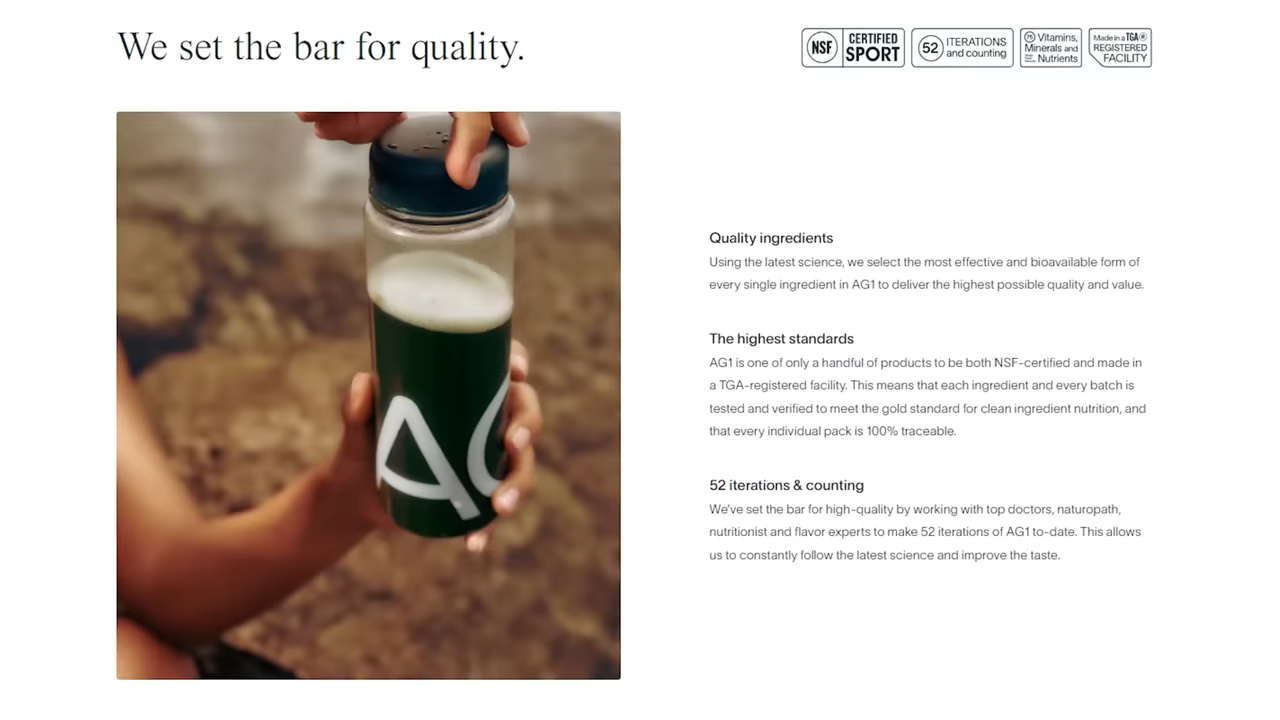 We set the bar for quality.
NSF
CERTIFIED
SPORT
52
ITERATIONS
and counting
75
Vitamins,
Minerals and
Nutrients
Made in a TGA®
REGISTERED
FACILITY
AG
Quality ingredients
Using the latest science, we select the most effective and bioavailable form of
every single ingredient in AG1 to deliver the highest possible quality and value.
The highest standards
AG1 is one of only a handful of products to be both NSF-certified and made in
a TGA-registered facility. This means that each ingredient and every batch is
tested and verified to meet the gold standard for clean ingredient nutrition, and
that every individual pack is 100% traceable.
52 iterations & counting
We've set the bar for high-quality by working with top doctors, naturopath,
nutritionist and flavor experts to make 52 iterations of AG1 to-date. This allows
us to constantly follow the latest science and improve the taste.